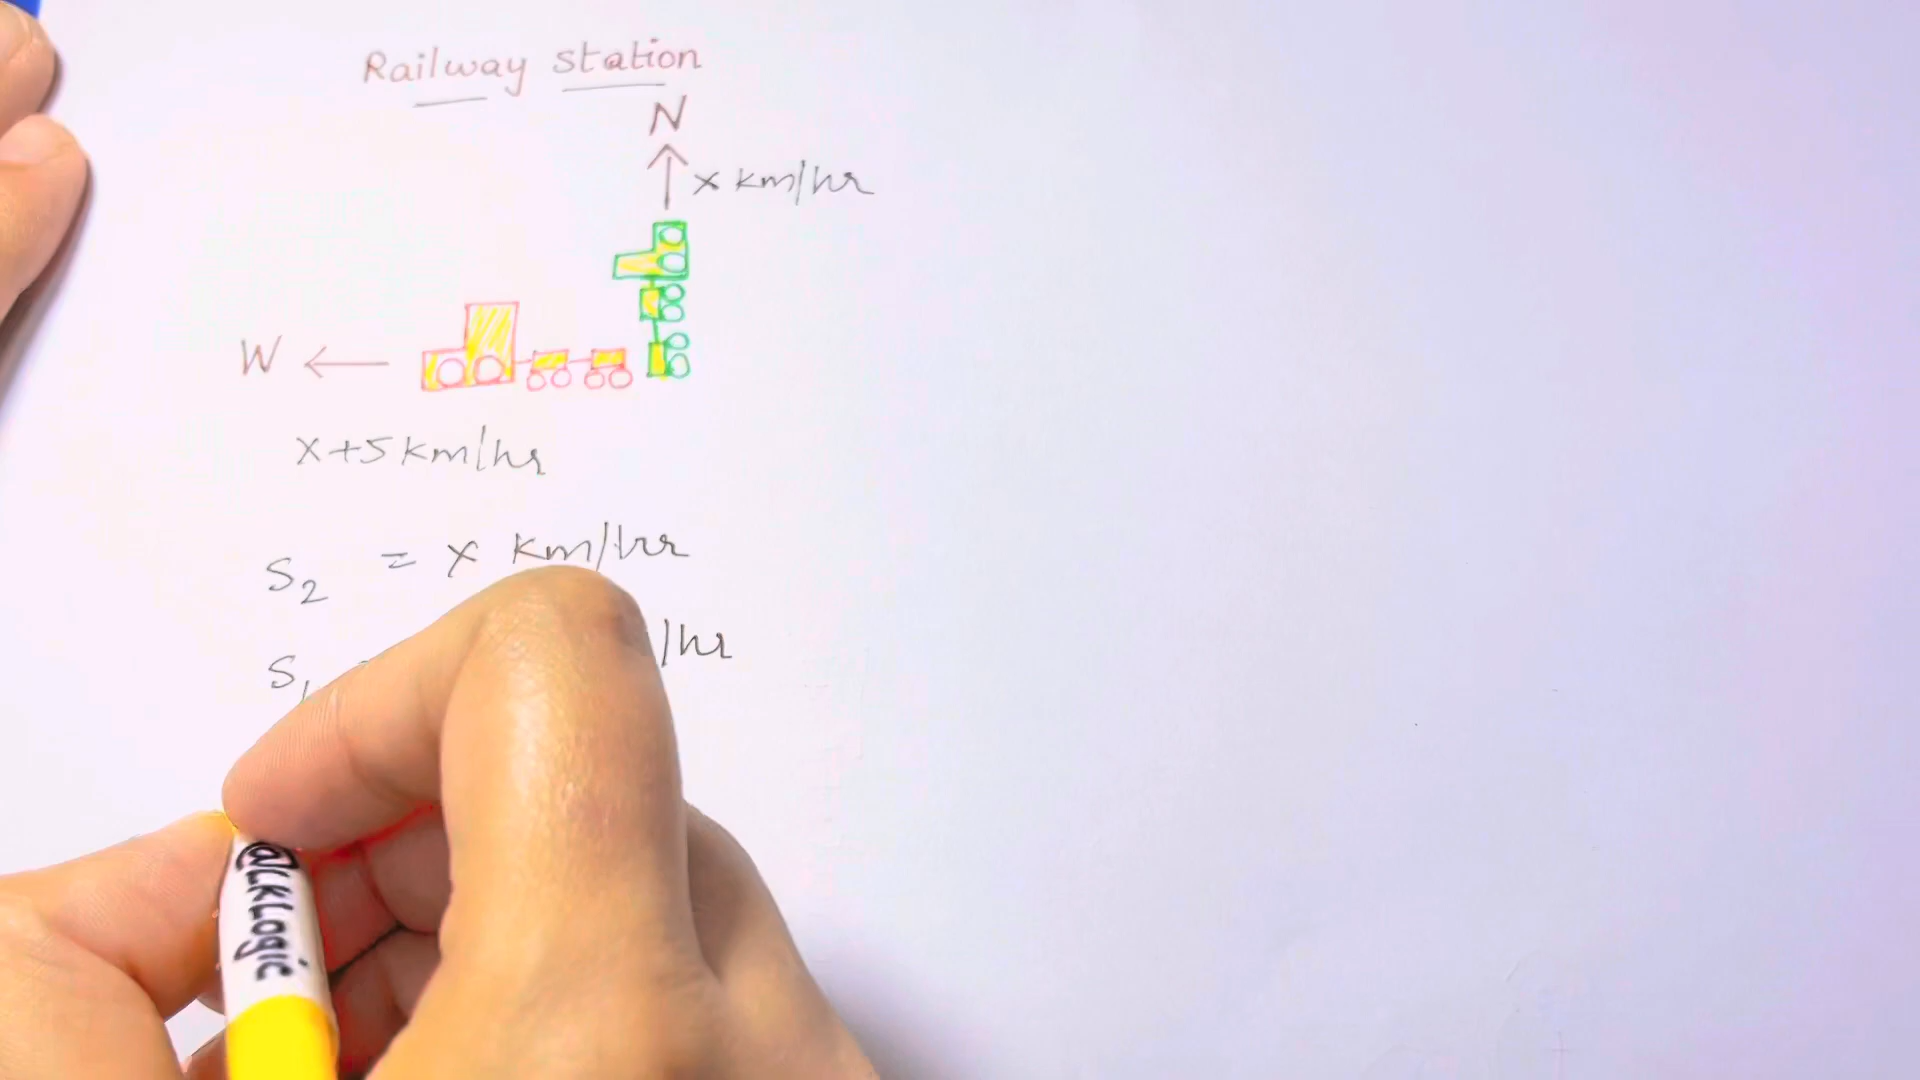 Railway station
N
x km/hr
W
x+5 km/hr
S2 = x km/hr
S1 /hr
@LKLogic